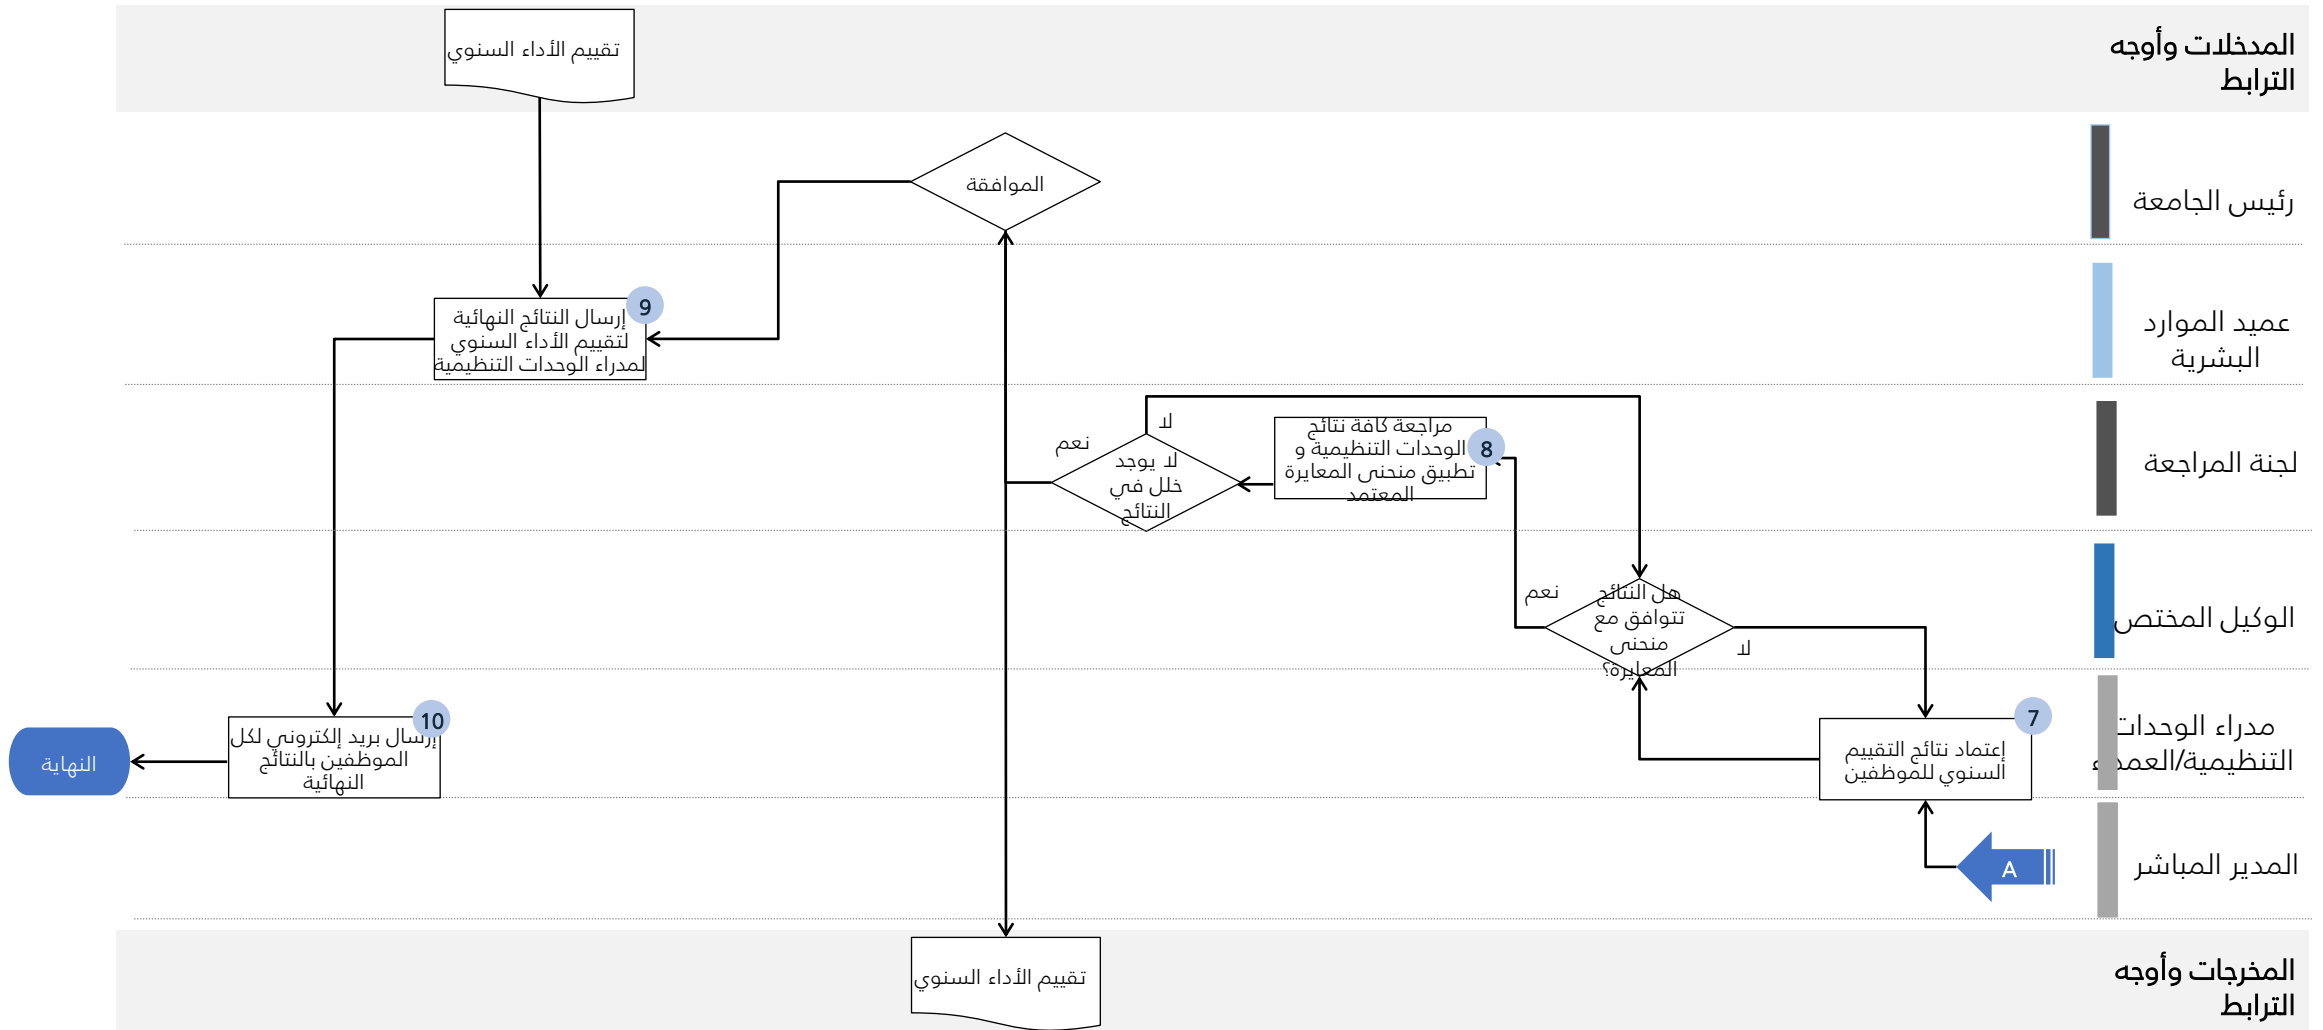 المدخلات وأوجه
الترابط
تقييم الأداء السنوي
رئيس الجامعة
الموافقة
عميد الموارد
البشرية
9
إرسال النتائج النهائية
لتقييم الأداء السنوي
لمدراء الوحدات التنظيمية
لجنة المراجعة
8
مراجعة كافة نتائج
الوحدات التنظيمية و
تطبيق منحنى المعايرة
المعتمد
لا
نعم
لا يوجد
خلل في
النتائج
الوكيل المختص
هل النتائج
تتوافق مع
منحنى
المعايرة؟
نعم
لا
مدراء الوحدات
التنظيمية/العمداء
7
إعتماد نتائج التقييم
السنوي للموظفين
10
إرسال بريد إلكتروني لكل
الموظفين بالنتائج
النهائية
النهاية
المدير المباشر
A
المخرجات وأوجه
الترابط
تقييم الأداء السنوي